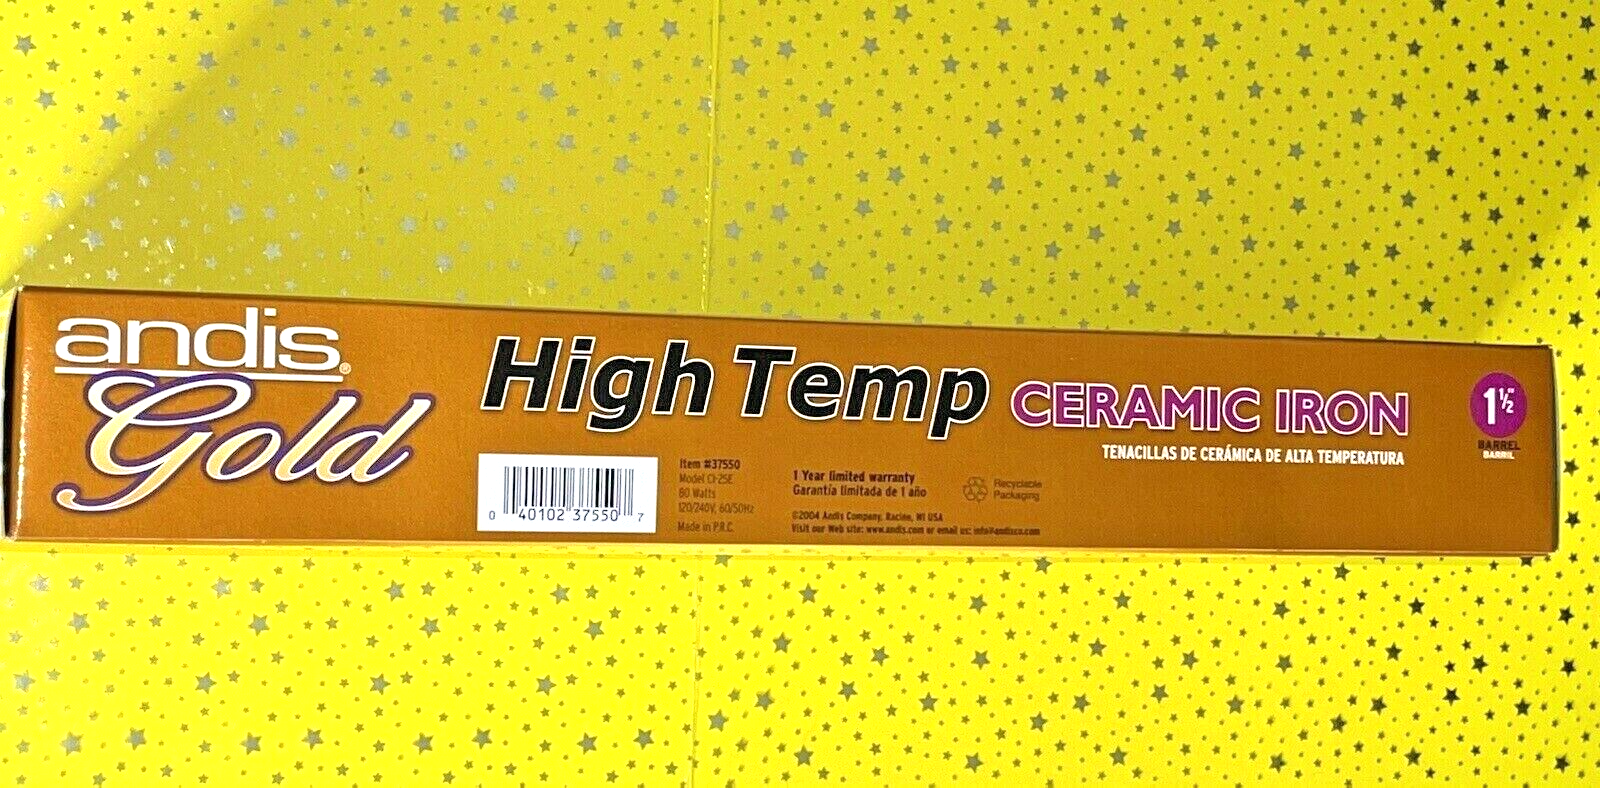 andis®
Gold
High Temp CERAMIC IRON
TENACILLAS DE CERÁMICA DE ALTA TEMPERATURA
1 1/2"
BARREL
BARRIL
0 40102 37550 7
Item #37550
Model CI-25E
80 Watts
120/240V, 60/50Hz
Made in P.R.C.
1 Year limited warranty
Garantía limitada de 1 año
©2004 Andis Company, Racine, WI USA
Visit our Web site: www.andis.com or email us: info@andisco.com
Recyclable
Packaging